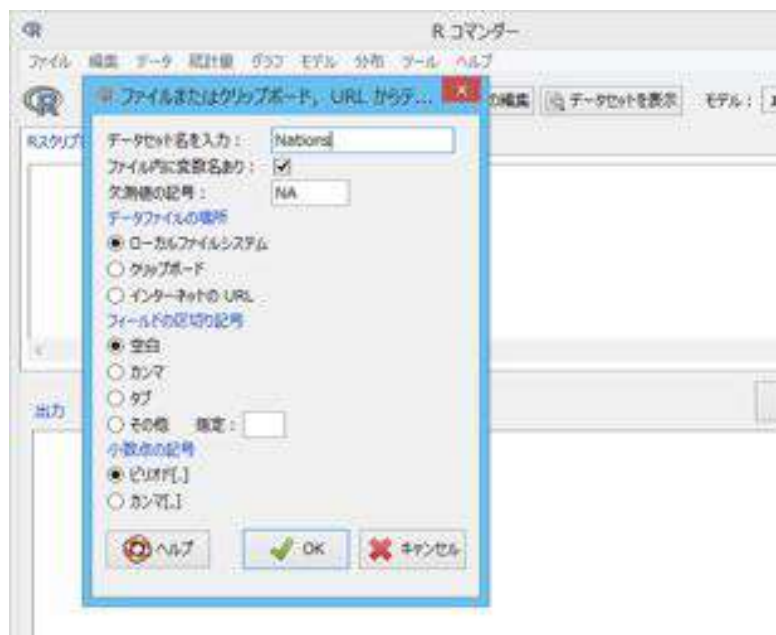 R コマンダー
ファイル 編集 データ 統計量 グラフ モデル 分布 ツール ヘルプ
ファイルまたはクリップボード, URL からテ...
の編集 データセットを表示 モデル:
Rスクリプト
データセット名を入力: Nations
ファイル内に変数名あり:
欠測値の記号: NA
データファイルの場所
ローカルファイルシステム
クリップボード
インターネットの URL
フィールドの区切り記号
空白
カンマ
タブ
その他 指定:
出力
小数点の記号
ピリオド[.]
カンマ[,]
ヘルプ OK キャンセル